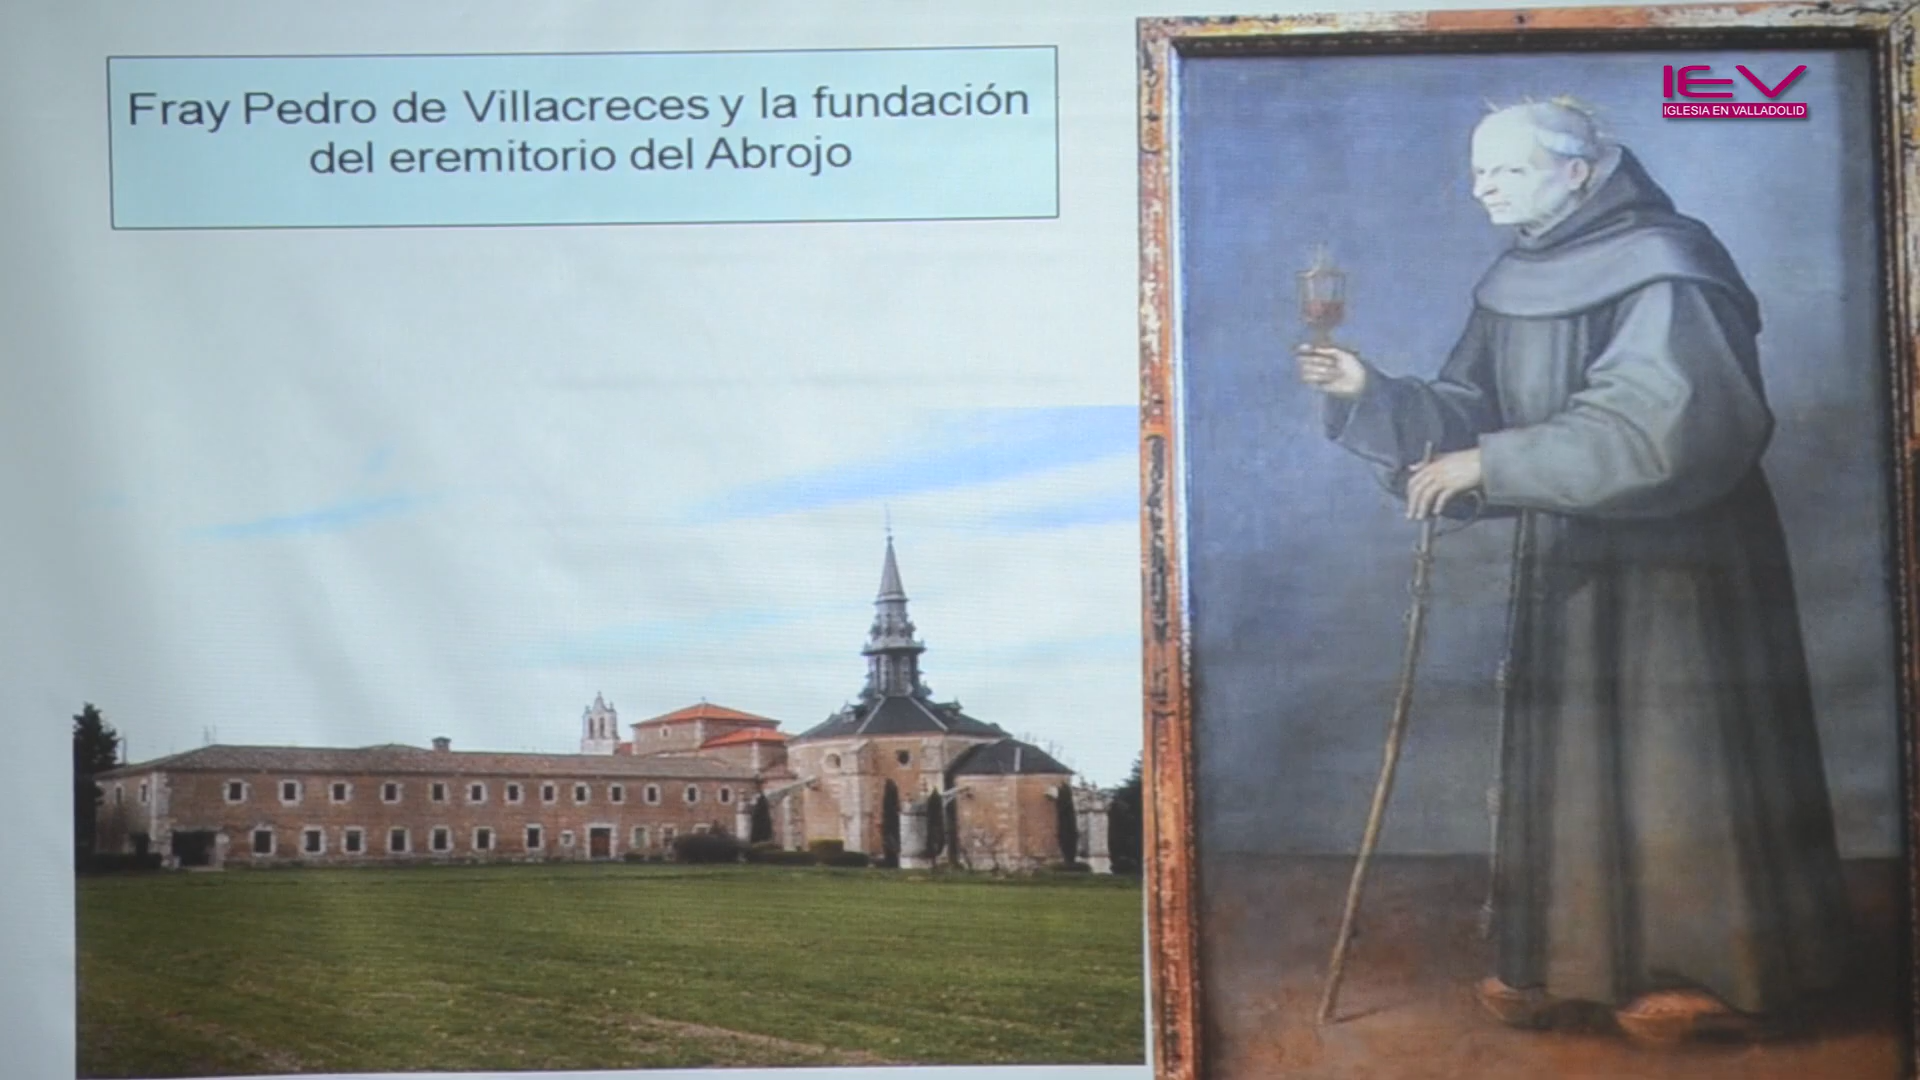 Fray Pedro de Villacreces y la fundación
del eremitorio del Abrojo
IEV
IGLESIA EN VALLADOLID